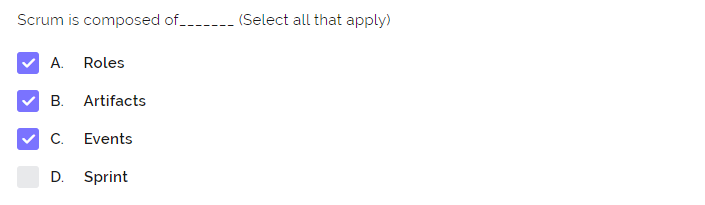 Scrum is composed of_______ (Select all that apply)
A. Roles
B. Artifacts
C. Events
D. Sprint